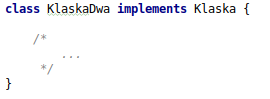 class KlaskaDwa implements Klaska {
/*
...
*/
}